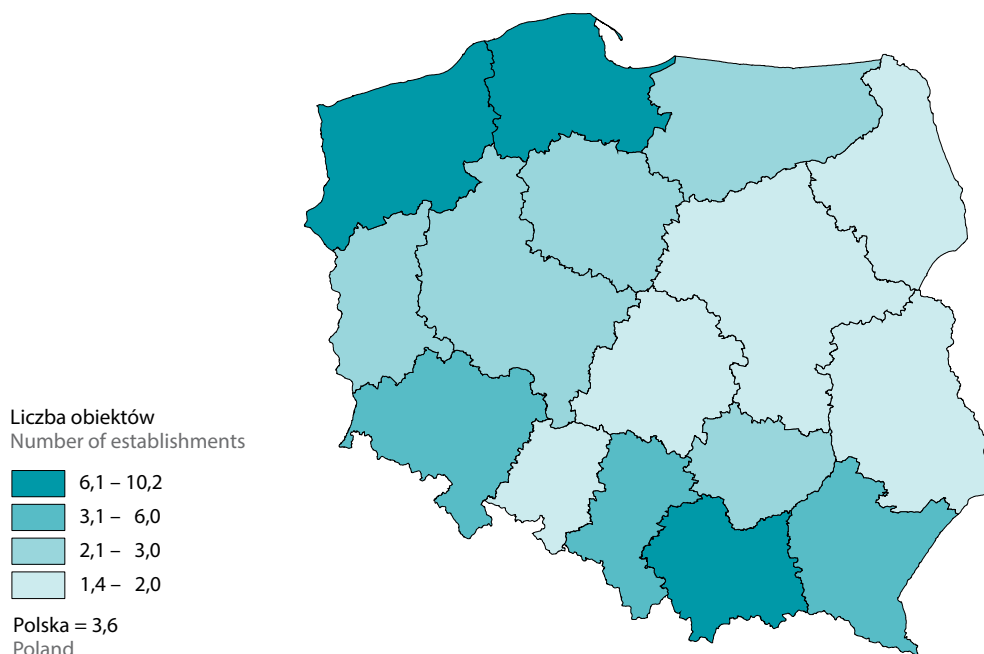 Liczba obiektów
Number of establishments
6,1 – 10,2
3,1 – 6,0
2,1 – 3,0
1,4 – 2,0
Polska = 3,6
Poland